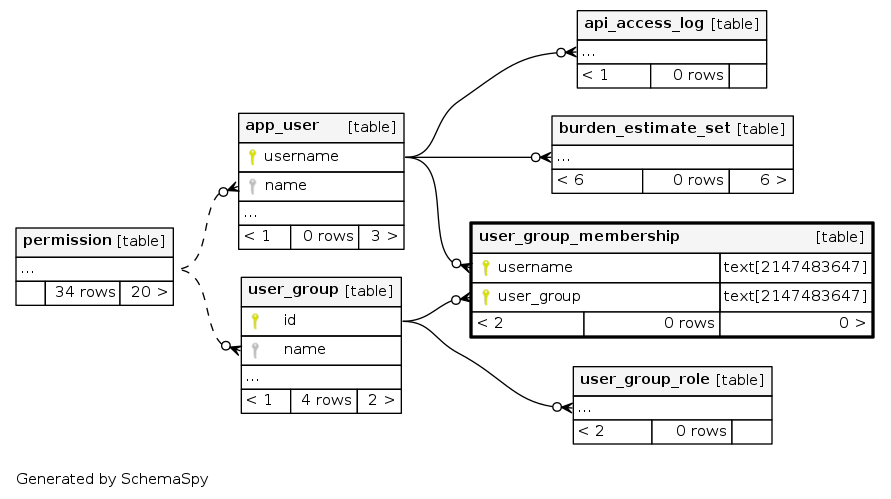 api_access_log [table]
...
< 1 0 rows
app_user [table]
username
name
...
< 1 0 rows 3 >
burden_estimate_set [table]
...
< 6 0 rows 6 >
permission [table]
...
34 rows 20 >
user_group_membership [table]
username text[2147483647]
user_group text[2147483647]
< 2 0 rows 0 >
user_group [table]
id
name
...
< 1 4 rows 2 >
user_group_role [table]
...
< 2 0 rows
Generated by SchemaSpy